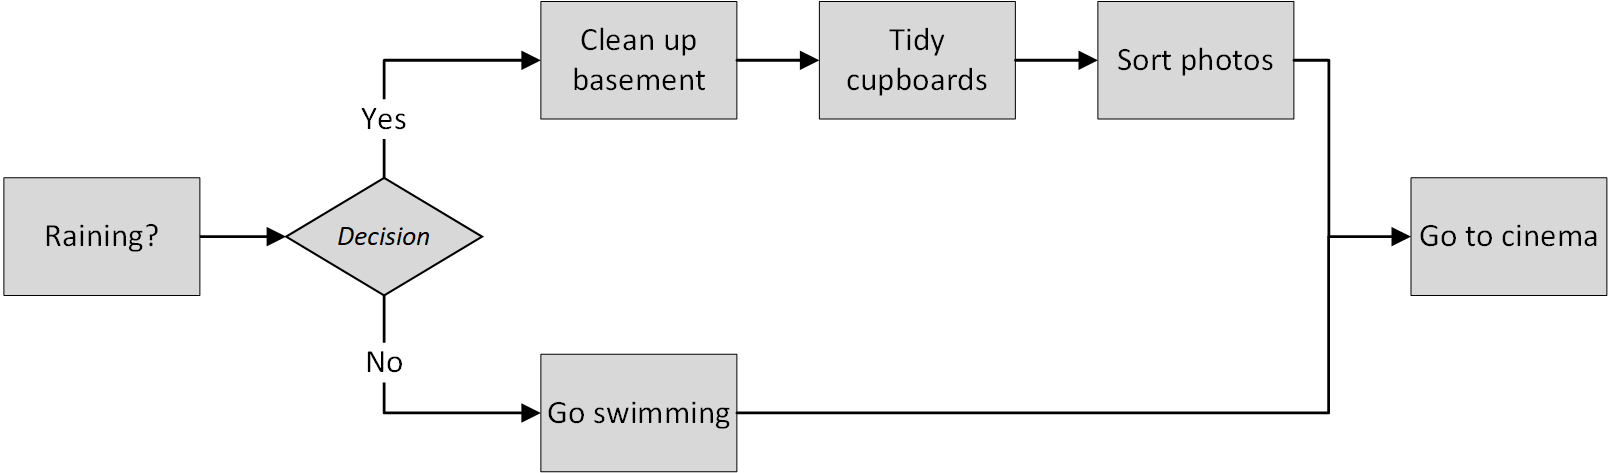 Clean up
basement
Tidy
cupboards
Sort photos
Yes
Raining?
Decision
Go to cinema
No
Go swimming